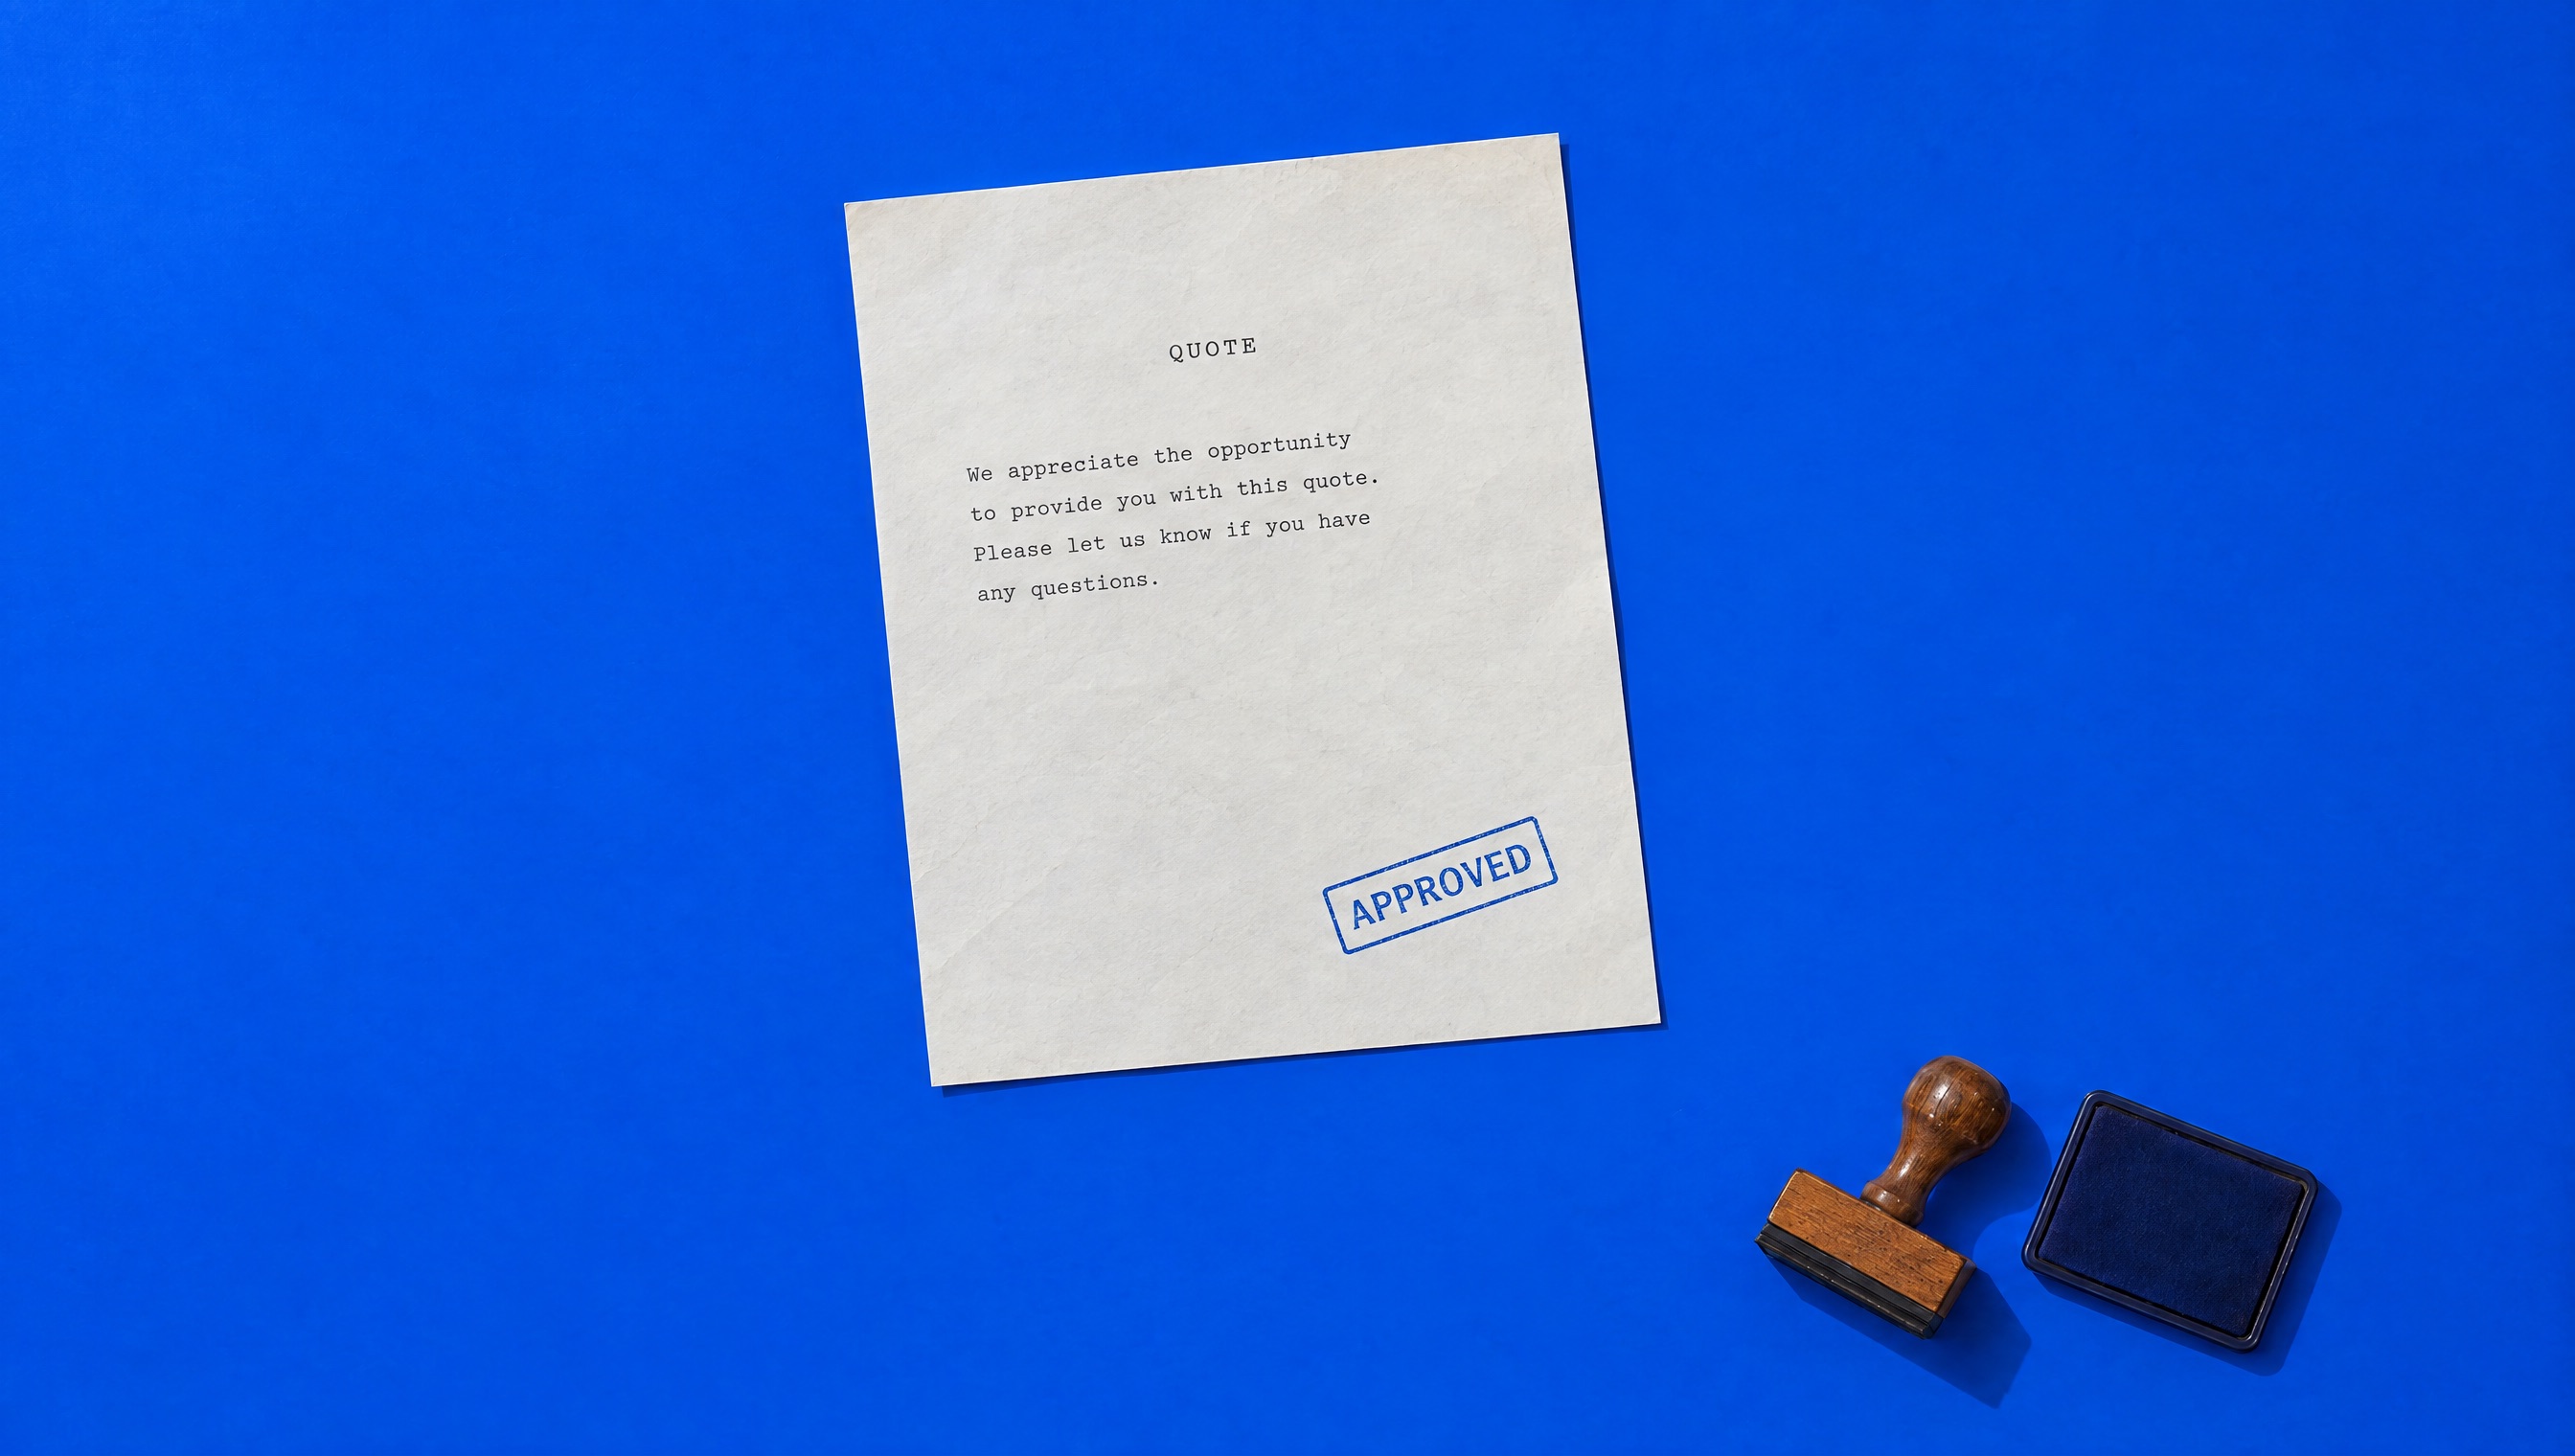 QUOTE
We appreciate the opportunity
to provide you with this quote.
Please let us know if you have
any questions.
APPROVED